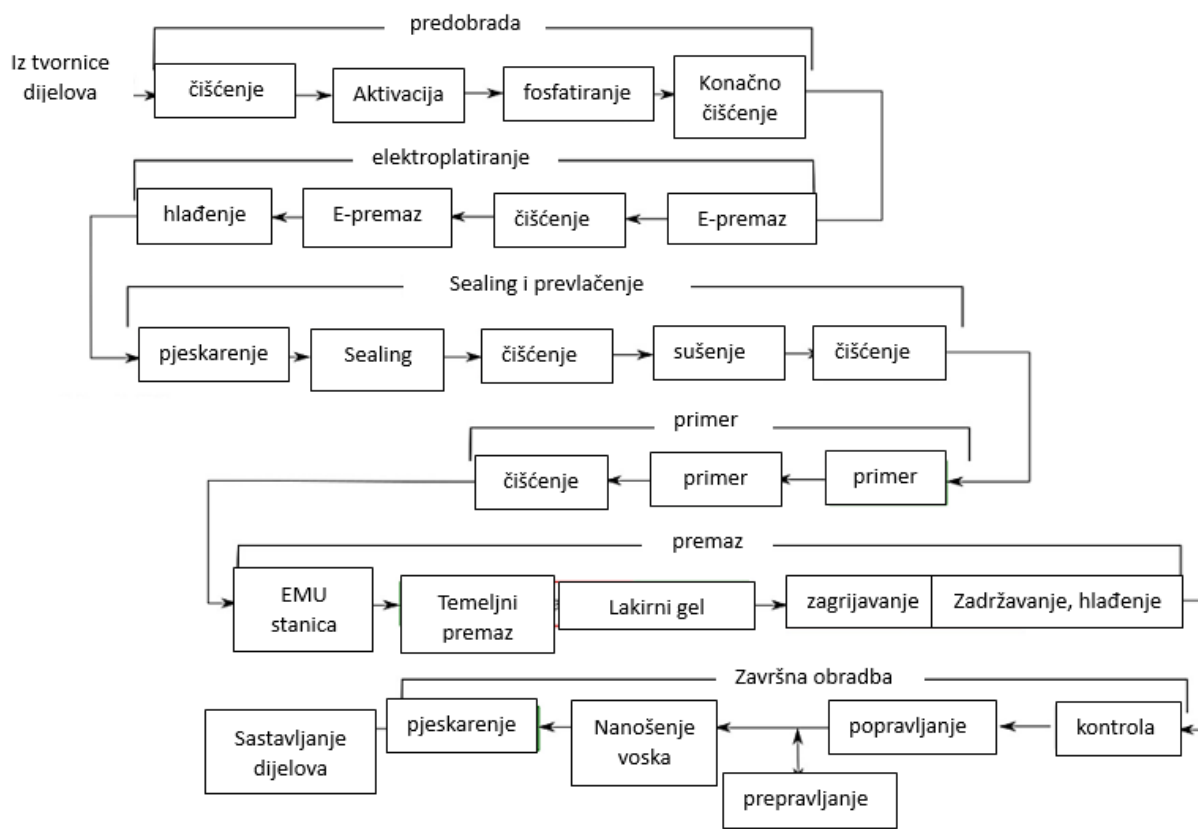 predobrada
Iz tvornice
dijelova
čišćenje
Aktivacija
fosfatiranje
Konačno
čišćenje
elektroplatiranje
hlađenje
E-premaz
čišćenje
E-premaz
Sealing i prevlačenje
pjeskarenje
Sealing
čišćenje
sušenje
čišćenje
primer
čišćenje
primer
primer
premaz
EMU
stanica
Temeljni
premaz
Lakirni gel
zagrijavanje
Zadržavanje, hlađenje
Završna obradba
Sastavljanje
dijelova
pjeskarenje
Nanošenje
voska
popravljanje
kontrola
prepravljanje